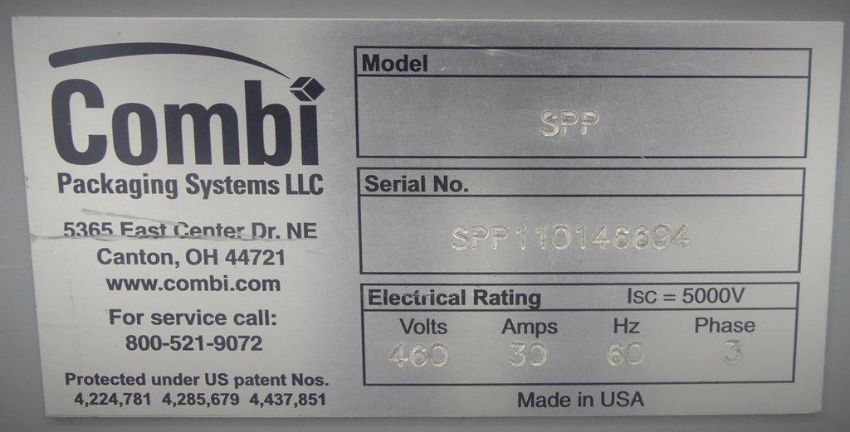 Combi
Packaging Systems LLC
5365 East Center Dr. NE
Canton, OH 44721
www.combi.com
For service call:
800-521-9072
Protected under US patent Nos.
4,224,781 4,285,679 4,437,851
Model
SPP
Serial No.
SPP110146694
Electrical Rating Isc = 5000V
Volts Amps Hz Phase
460 30 60 3
Made in USA